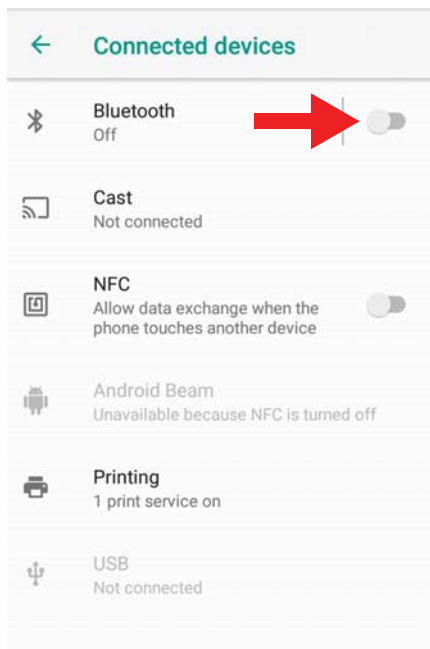 Connected devices
Bluetooth
Off
Cast
Not connected
NFC
Allow data exchange when the
phone touches another device
Android Beam
Unavailable because NFC is turned off
Printing
1 print service on
USB
Not connected